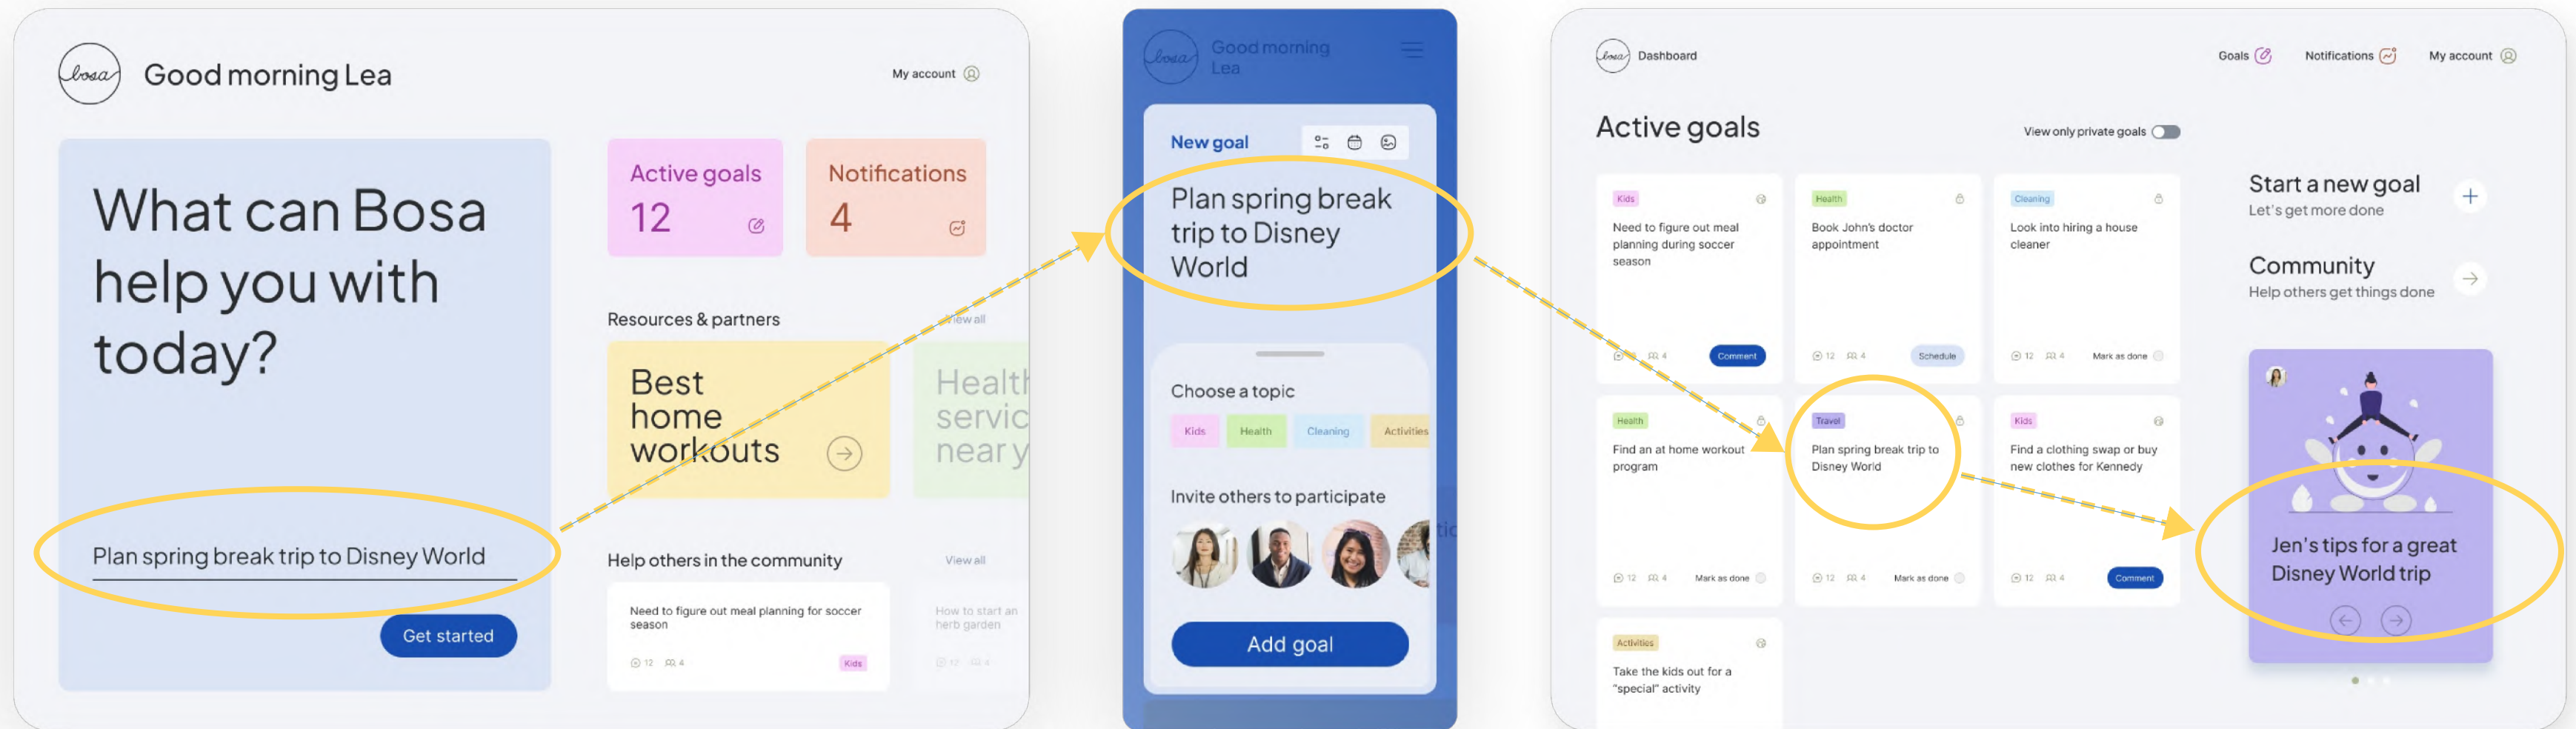 bosa
Good morning Lea
My account
What can Bosa
help you with
today?
Plan spring break trip to Disney World
Get started
Active goals
12
Notifications
4
Resources & partners
View all
Best
home
workouts
Health
servic
near y
Help others in the community
View all
Need to figure out meal planning for soccer
season
12 4
Kids
How to start an
herb garden
12 4
bosa
Good morning
Lea
New goal
Plan spring break
trip to Disney
World
Choose a topic
Kids
Health
Cleaning
Activities
Invite others to participate
Add goal
bosa
Dashboard
Goals
Notifications
My account
Active goals
View only private goals
Kids
Need to figure out meal
planning during soccer
season
4
Comment
Health
Book John's doctor
appointment
12 4
Schedule
Cleaning
Look into hiring a house
cleaner
12 4
Mark as done
Health
Find an at home workout
program
12 4
Mark as done
Travel
Plan spring break trip to
Disney World
12 4
Mark as done
Kids
Find a clothing swap or buy
new clothes for Kennedy
12 4
Comment
Activities
Take the kids out for a
"special" activity
Start a new goal
Let's get more done
Community
Help others get things done
Jen's tips for a great
Disney World trip